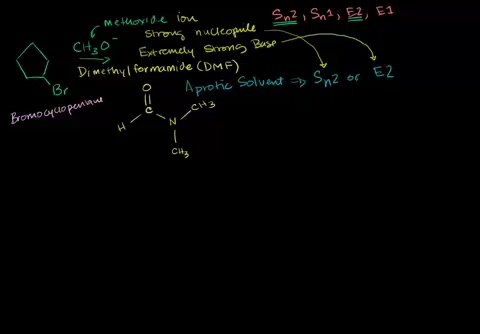 methoxide ion
Sn2, Sn1, E2, E1
Strong nucleopule
CH3O-
Extremely Strong Base
Br
Dimethylformamide (DMF)
Aprotic Solvent ⇒ Sn2 or E2
Bromocyclopentane
O
C
CH3
H
N
CH3